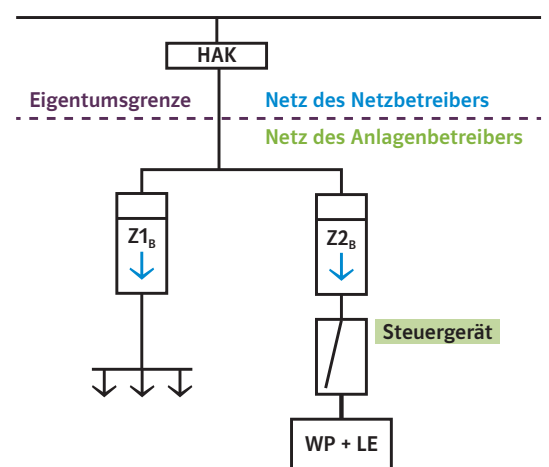 HAK
Eigentumsgrenze
Netz des Netzbetreibers
Netz des Anlagenbetreibers
Z1B
Z2B
Steuergerät
WP + LE